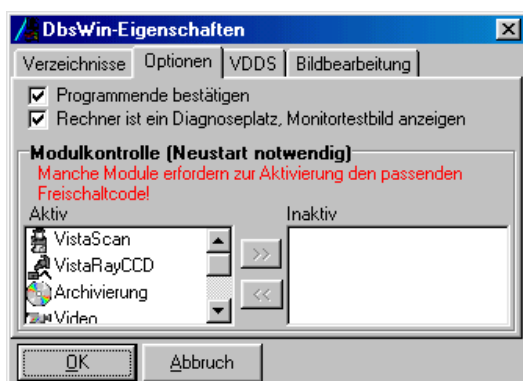 DbsWin-Eigenschaften
Verzeichnisse Optionen VDDS Bildbearbeitung
Programmende bestätigen
Rechner ist ein Diagnoseplatz, Monitortestbild anzeigen
Modulkontrolle (Neustart notwendig)
Manche Module erfordern zur Aktivierung den passenden
Freischaltcode!
Aktiv Inaktiv
VistaScan
>>
VistaRayCCD
Archivierung
<<
Video
OK Abbruch